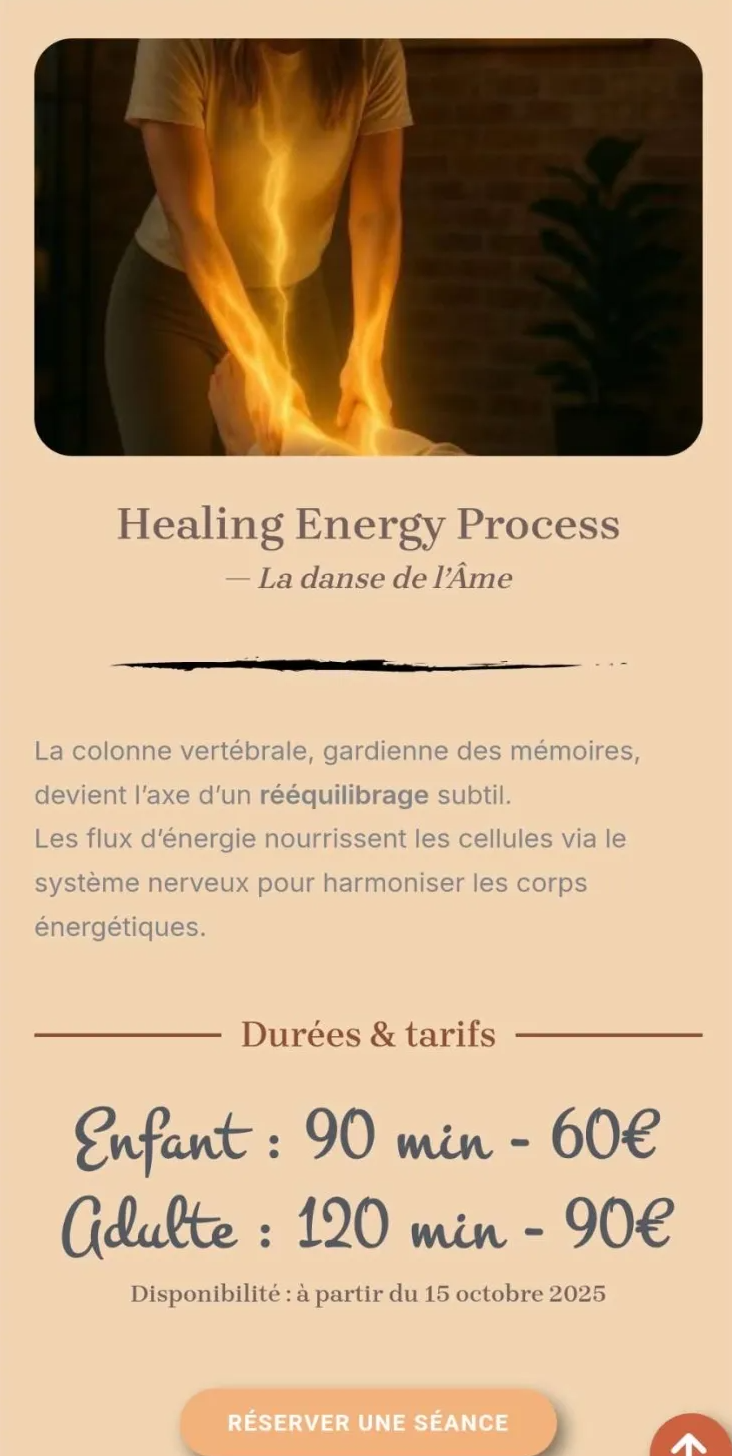 Healing Energy Process
— La danse de l’Âme
La colonne vertébrale, gardienne des mémoires,
devient l’axe d’un rééquilibrage subtil.
Les flux d’énergie nourrissent les cellules via le
système nerveux pour harmoniser les corps
énergétiques.
Durées & tarifs
Enfant : 90 min - 60€
Adulte : 120 min - 90€
Disponibilité : à partir du 15 octobre 2025
RÉSERVER UNE SÉANCE